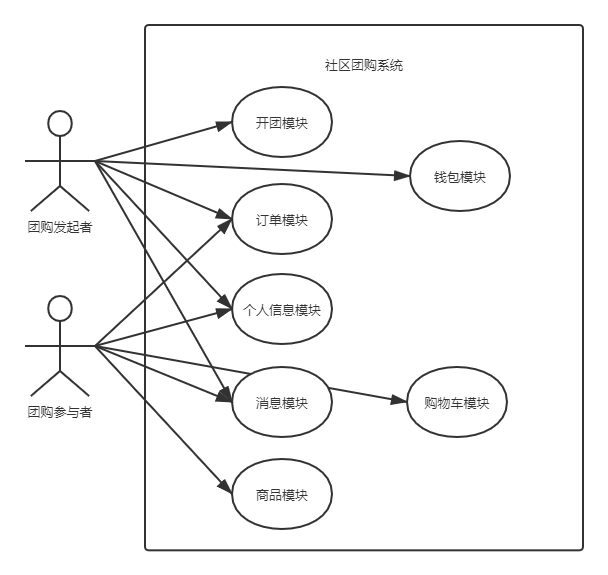 社区团购系统
开团模块
钱包模块
团购发起者
订单模块
个人信息模块
团购参与者
消息模块
购物车模块
商品模块